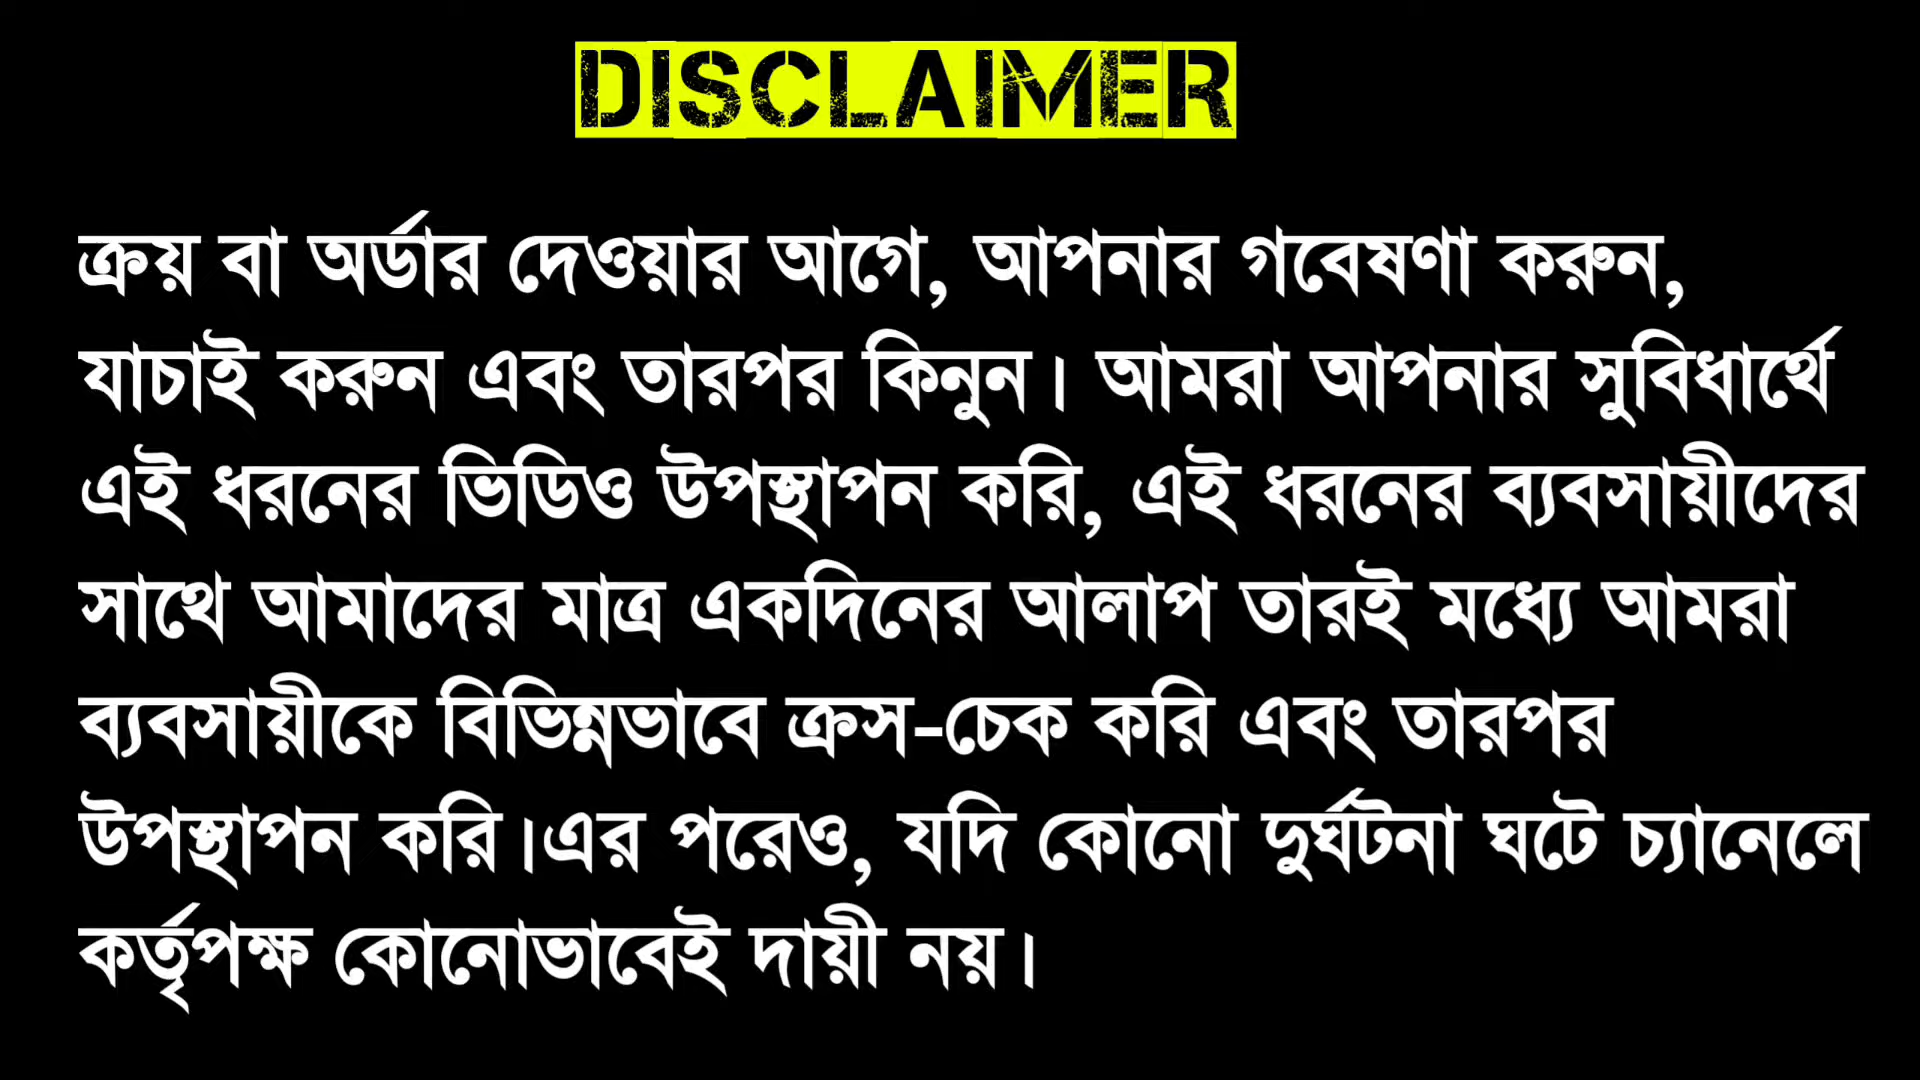 DISCLAIMER
ক্রয় বা অর্ডার দেওয়ার আগে, আপনার গবেষণা করুন,
যাচাই করুন এবং তারপর কিনুন। আমরা আপনার সুবিধার্থে
এই ধরনের ভিডিও উপস্থাপন করি, এই ধরনের ব্যবসায়ীদের
সাথে আমাদের মাত্র একদিনের আলাপ তারই মধ্যে আমরা
ব্যবসায়ীকে বিভিন্নভাবে ক্রস-চেক করি এবং তারপর
উপস্থাপন করি।এর পরেও, যদি কোনো দুর্ঘটনা ঘটে চ্যানেলে
কর্তৃপক্ষ কোনোভাবেই দায়ী নয়।